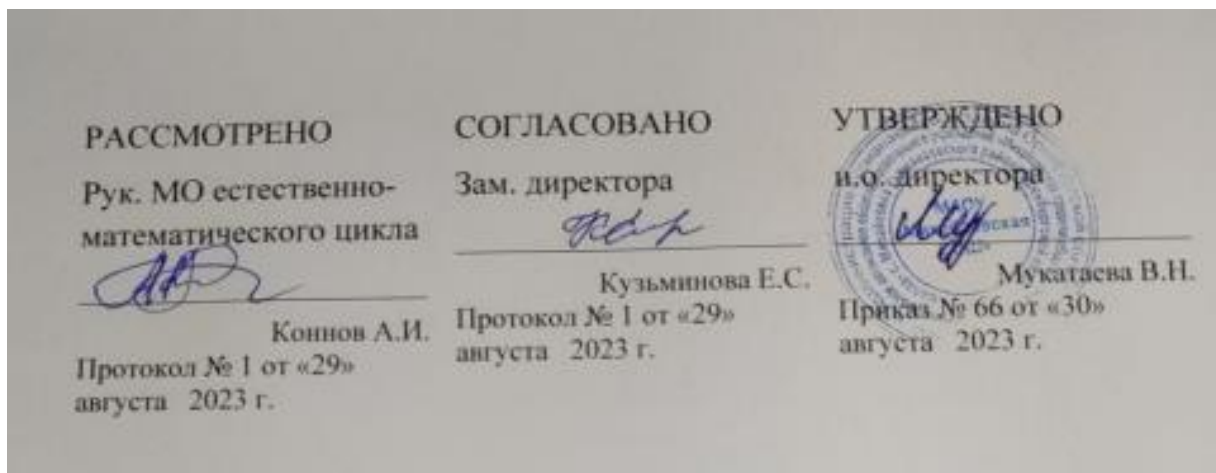 РАССМОТРЕНО
Рук. МО естественно-
математического цикла
Коннов А.И.
Протокол № 1 от «29»
августа 2023 г.
СОГЛАСОВАНО
Зам. директора
Кузьминова Е.С.
Протокол № 1 от «29»
августа 2023 г.
УТВЕРЖДЕНО
и.о. директора
Мукатаева В.Н.
Приказ № 66 от «30»
августа 2023 г.